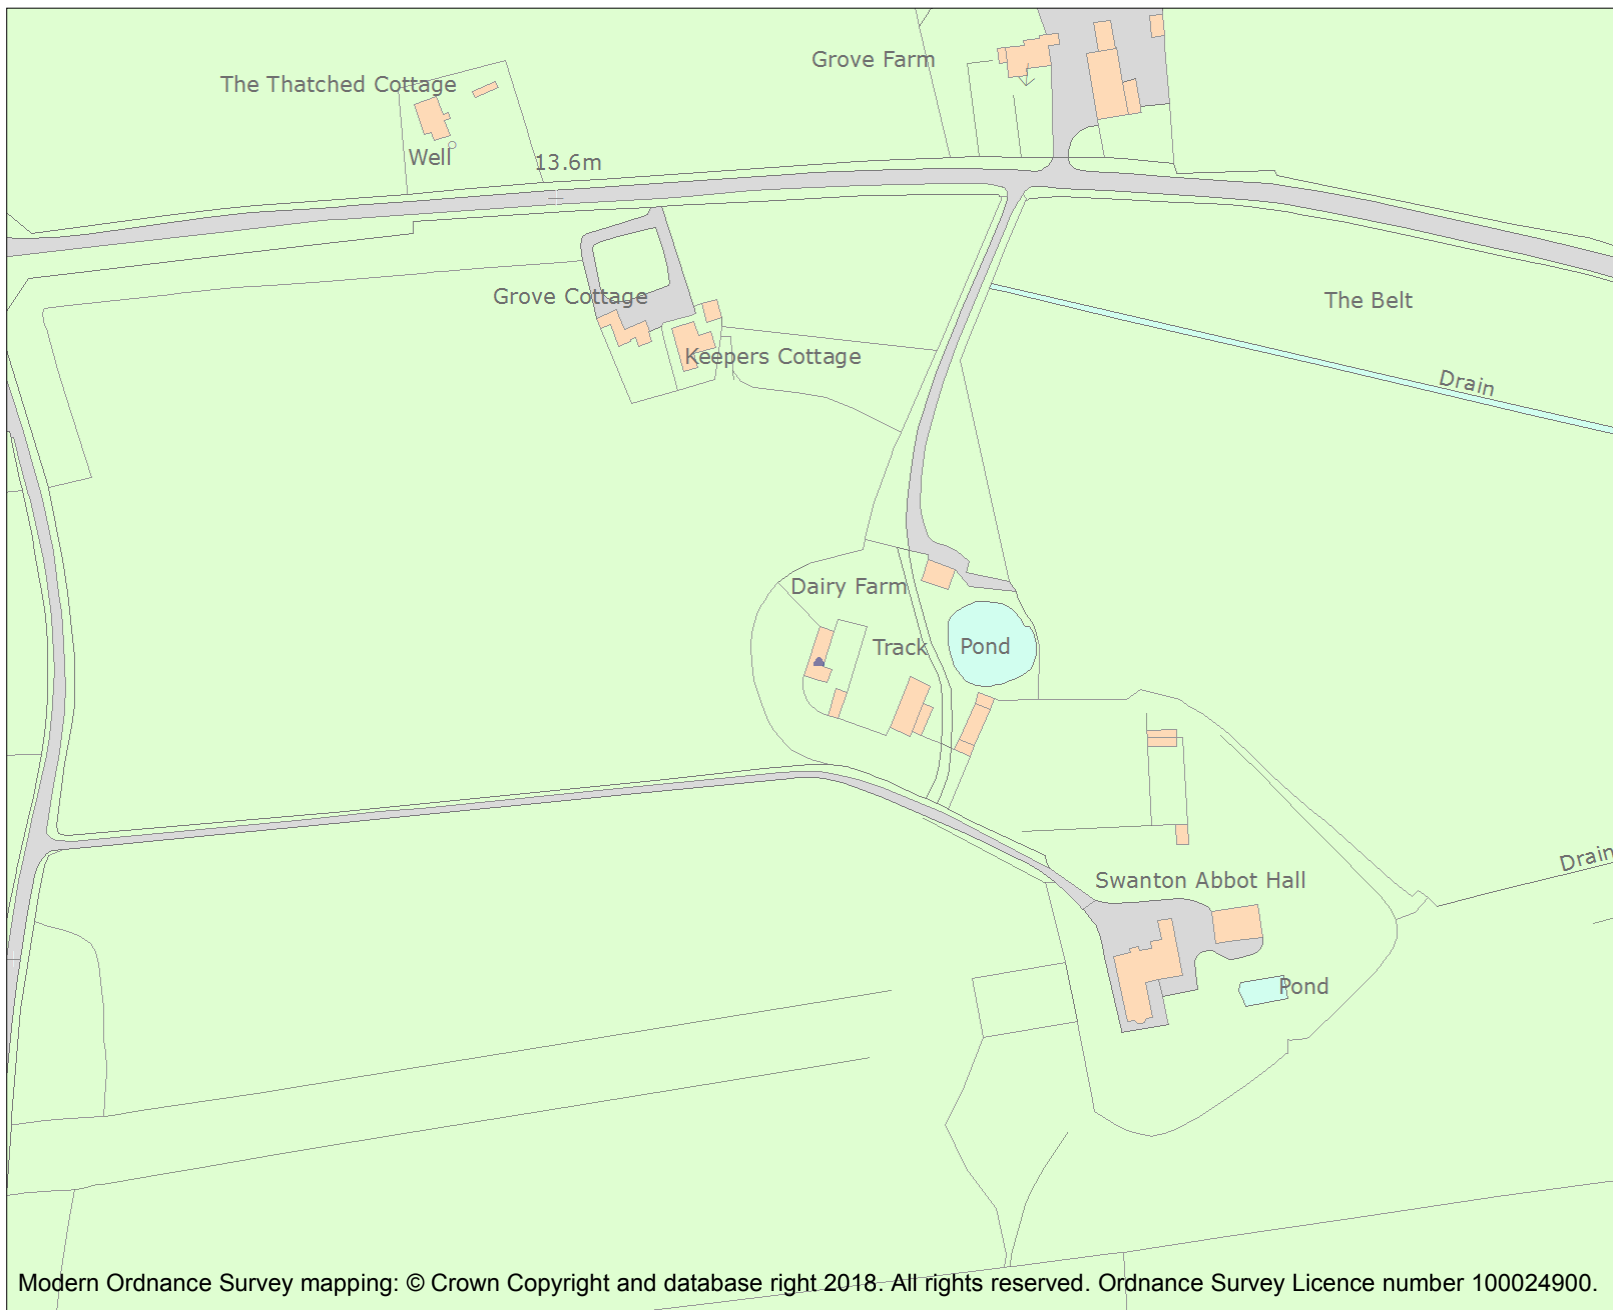 Grove Farm
The Thatched Cottage
Well
13.6m
Grove Cottage
The Belt
Keepers Cottage
Drain
Dairy Farm
Track
Pond
Drain
Swanton Abbot Hall
Pond
Modern Ordnance Survey mapping: © Crown Copyright and database right 2018. All rights reserved. Ordnance Survey Licence number 100024900.